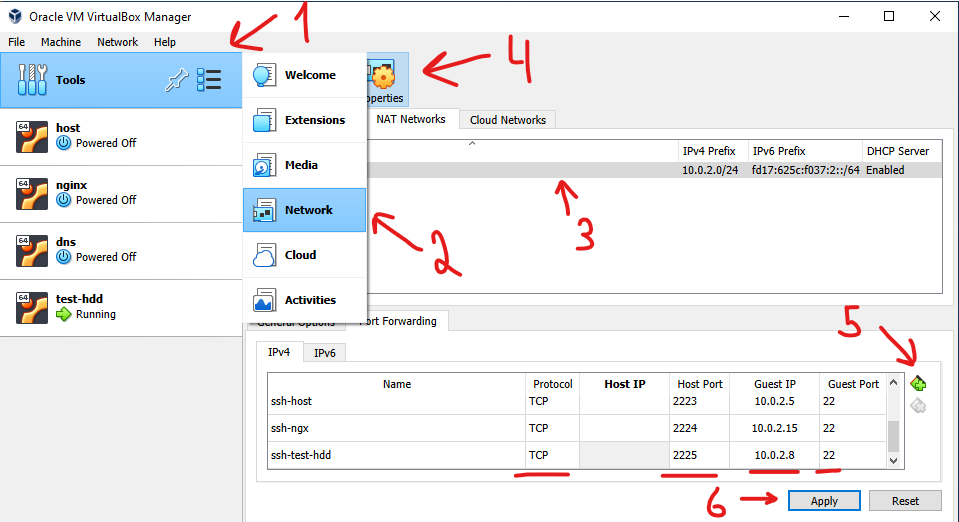 Oracle VM VirtualBox Manager
1
File Machine Network Help
4
Tools
Welcome
operties
64
host
Powered Off
Extensions
NAT Networks Cloud Networks
IPv4 Prefix IPv6 Prefix DHCP Server
10.0.2.0/24 fd17:625c:f037:2::/64 Enabled
64
nginx
Powered Off
Media
3
Network
2
64
dns
Powered Off
Cloud
64
test-hdd
Running
Activities
General Options Port Forwarding
5
IPv4 IPv6
Name Protocol Host IP Host Port Guest IP Guest Port
ssh-host TCP 2223 10.0.2.5 22
ssh-ngx TCP 2224 10.0.2.15 22
ssh-test-hdd TCP 2225 10.0.2.8 22
6
Apply Reset